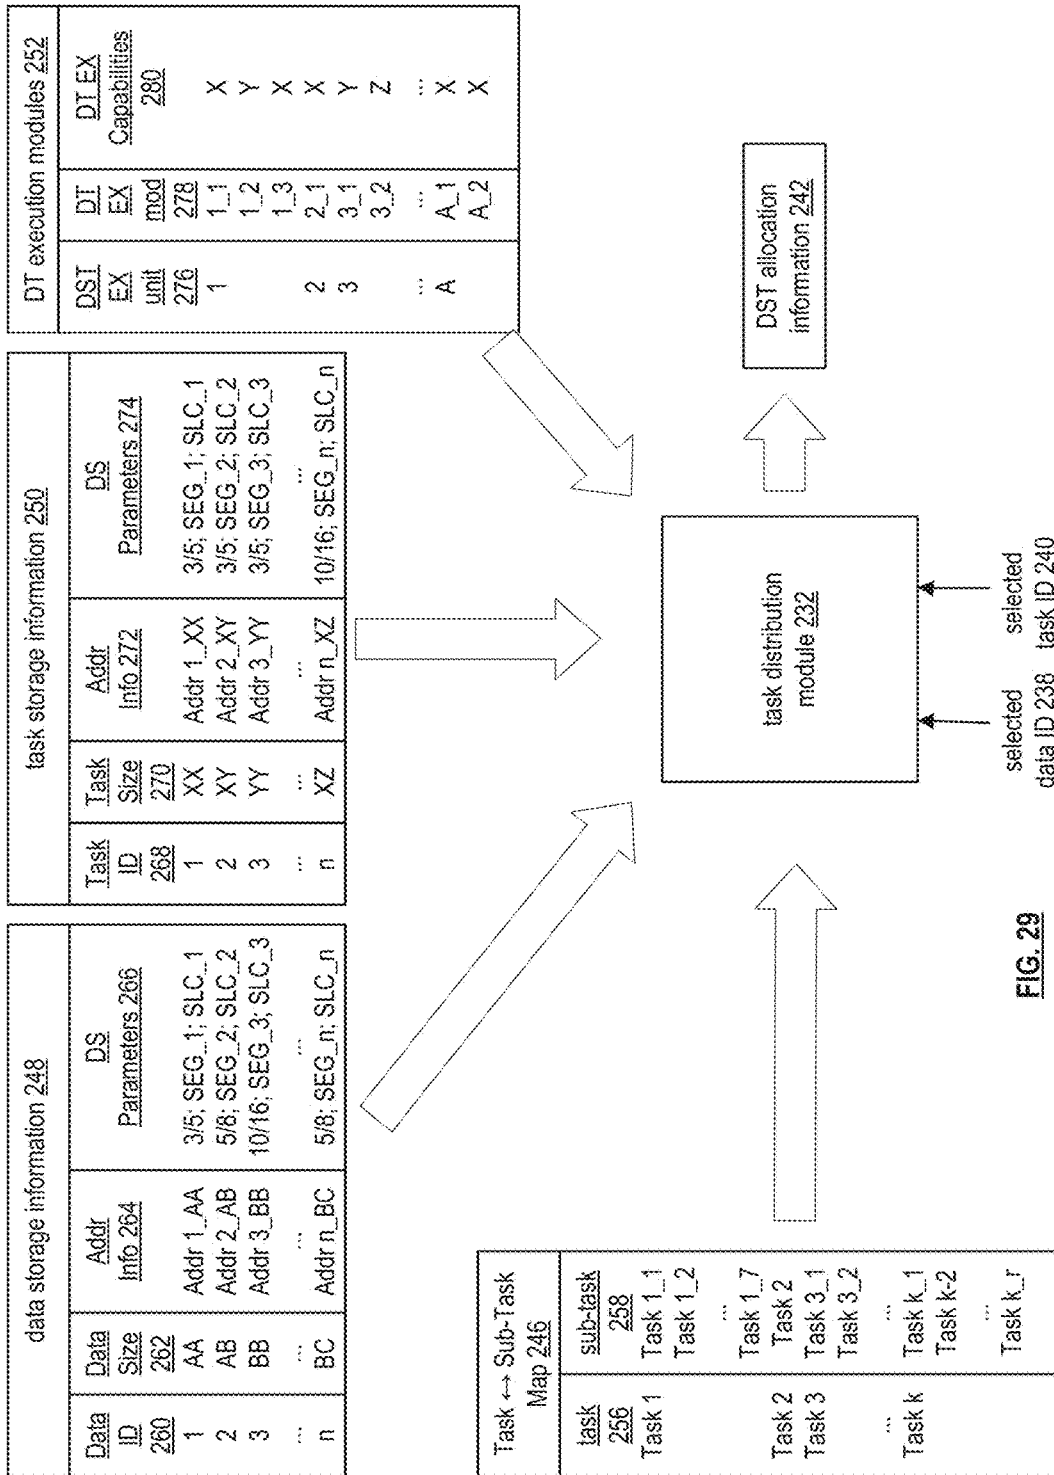 data storage information 248
Data ID 260 Data Size 262 Addr Info 264 DS Parameters 266
1 AA Addr 1_AA 3/5; SEG_1; SLC_1
2 AB Addr 2_AB 5/8; SEG_2; SLC_2
3 BB Addr 3_BB 10/16; SEG_3; SLC_3
... ... ... ...
n BC Addr n_BC 5/8; SEG_n; SLC_n
task storage information 250
Task ID 268 Task Size 270 Addr Info 272 DS Parameters 274
1 XX Addr 1_XX 3/5; SEG_1; SLC_1
2 XY Addr 2_XY 3/5; SEG_2; SLC_2
3 YY Addr 3_YY 3/5; SEG_3; SLC_3
... ... ... ...
n XZ Addr n_XZ 10/16; SEG_n; SLC_n
DT execution modules 252
DST EX unit 276 DT EX mod 278 DT EX Capabilities 280
1 1_1 X
1_2 Y
1_3 X
2 2_1 X
3 3_1 Y
3_2 Z
... ... ...
A A_1 X
A_2 X
Task ↔ Sub-Task
Map 246
task 256 sub-task 258
Task 1 Task 1_1
Task 1_2
...
Task 1_7
Task 2 Task 2
Task 3 Task 3_1
Task 3_2
... ...
Task k Task k_1
Task k-2
...
Task k_r
task distribution
module 232
DST allocation
information 242
selected
data ID 238
selected
task ID 240
FIG. 29